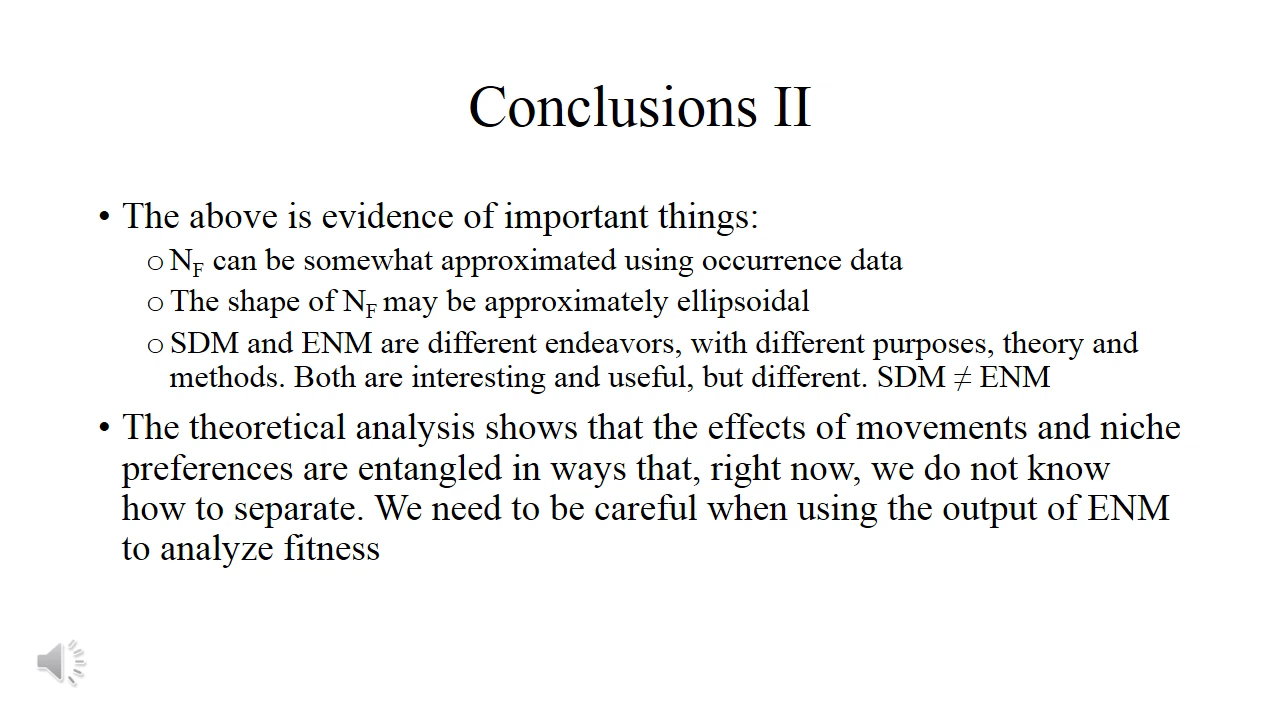 Conclusions II
• The above is evidence of important things:
o N_F can be somewhat approximated using occurrence data
o The shape of N_F may be approximately ellipsoidal
o SDM and ENM are different endeavors, with different purposes, theory and
methods. Both are interesting and useful, but different. SDM ≠ ENM
• The theoretical analysis shows that the effects of movements and niche
preferences are entangled in ways that, right now, we do not know
how to separate. We need to be careful when using the output of ENM
to analyze fitness